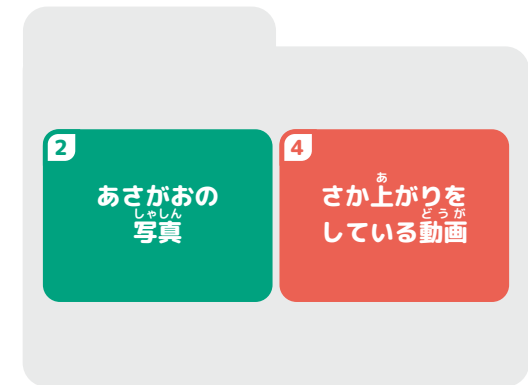 2
あさがおの
しゃしん
写真
4
あ
さか上がりを
どうが
している動画